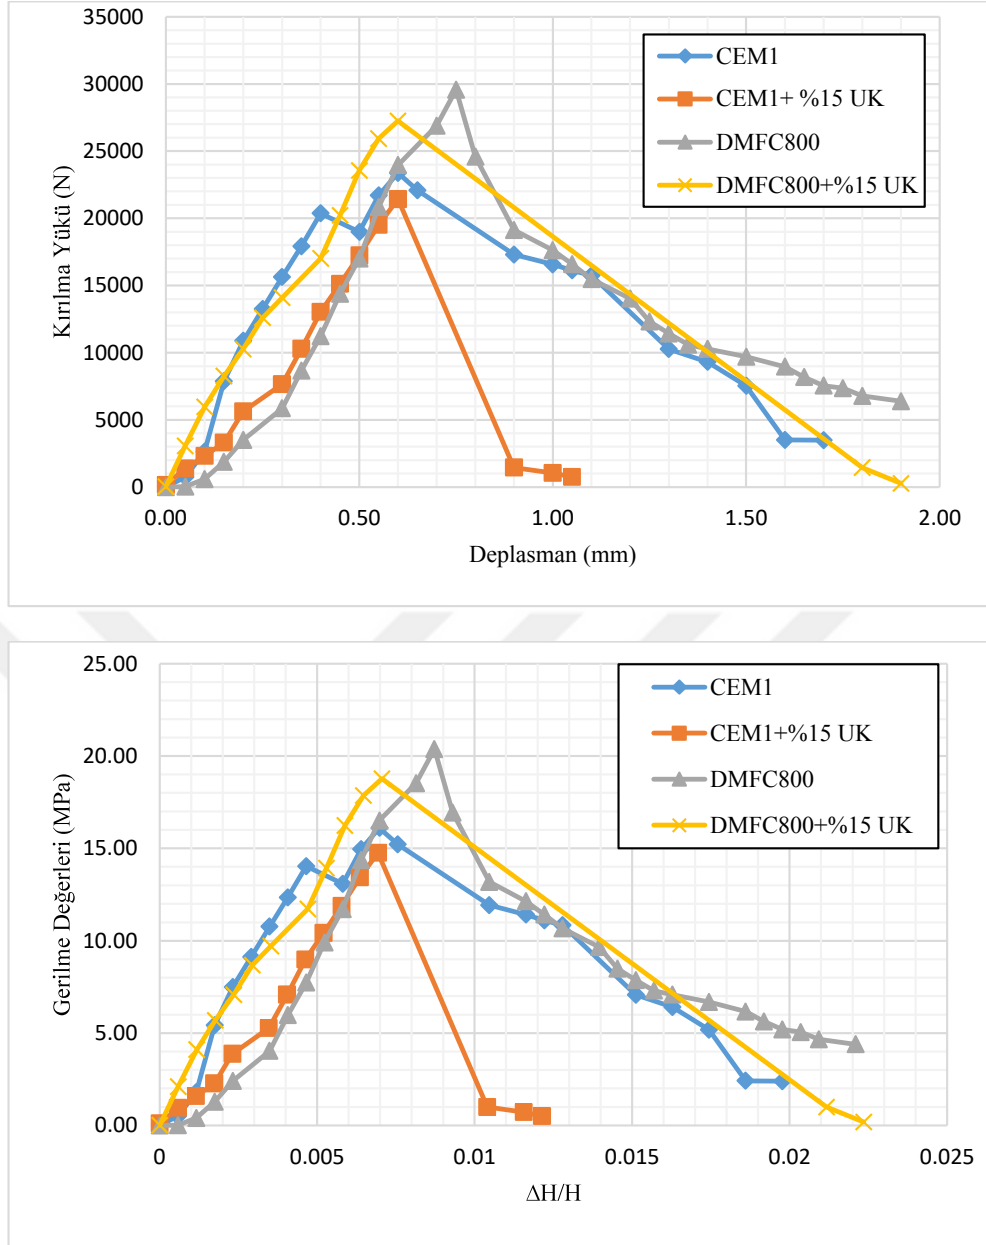 35000
30000
25000
20000
15000
10000
5000
0
Kırılma Yükü (N)
0.00 0.50 1.00 1.50 2.00
Deplasman (mm)
CEM1
CEM1+ %15 UK
DMFC800
DMFC800+%15 UK
25.00
20.00
15.00
10.00
5.00
0.00
Gerilme Değerleri (MPa)
0 0.005 0.01 0.015 0.02 0.025
ΔH/H
CEM1
CEM1+%15 UK
DMFC800
DMFC800+%15 UK